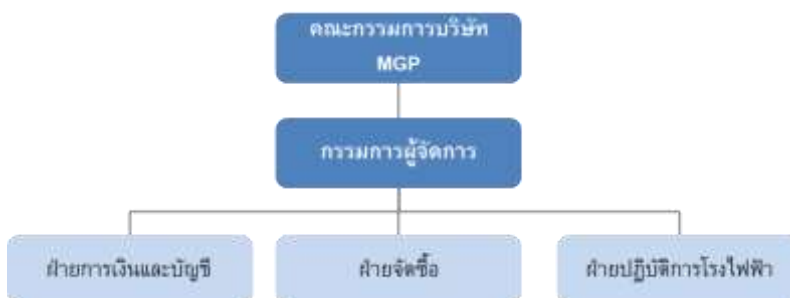 คณะกรรมการบริษัท
MGP
กรรมการผู้จัดการ
ฝ่ายการเงินและบัญชี
ฝ่ายจัดซื้อ
ฝ่ายปฏิบัติการโรงไฟฟ้า